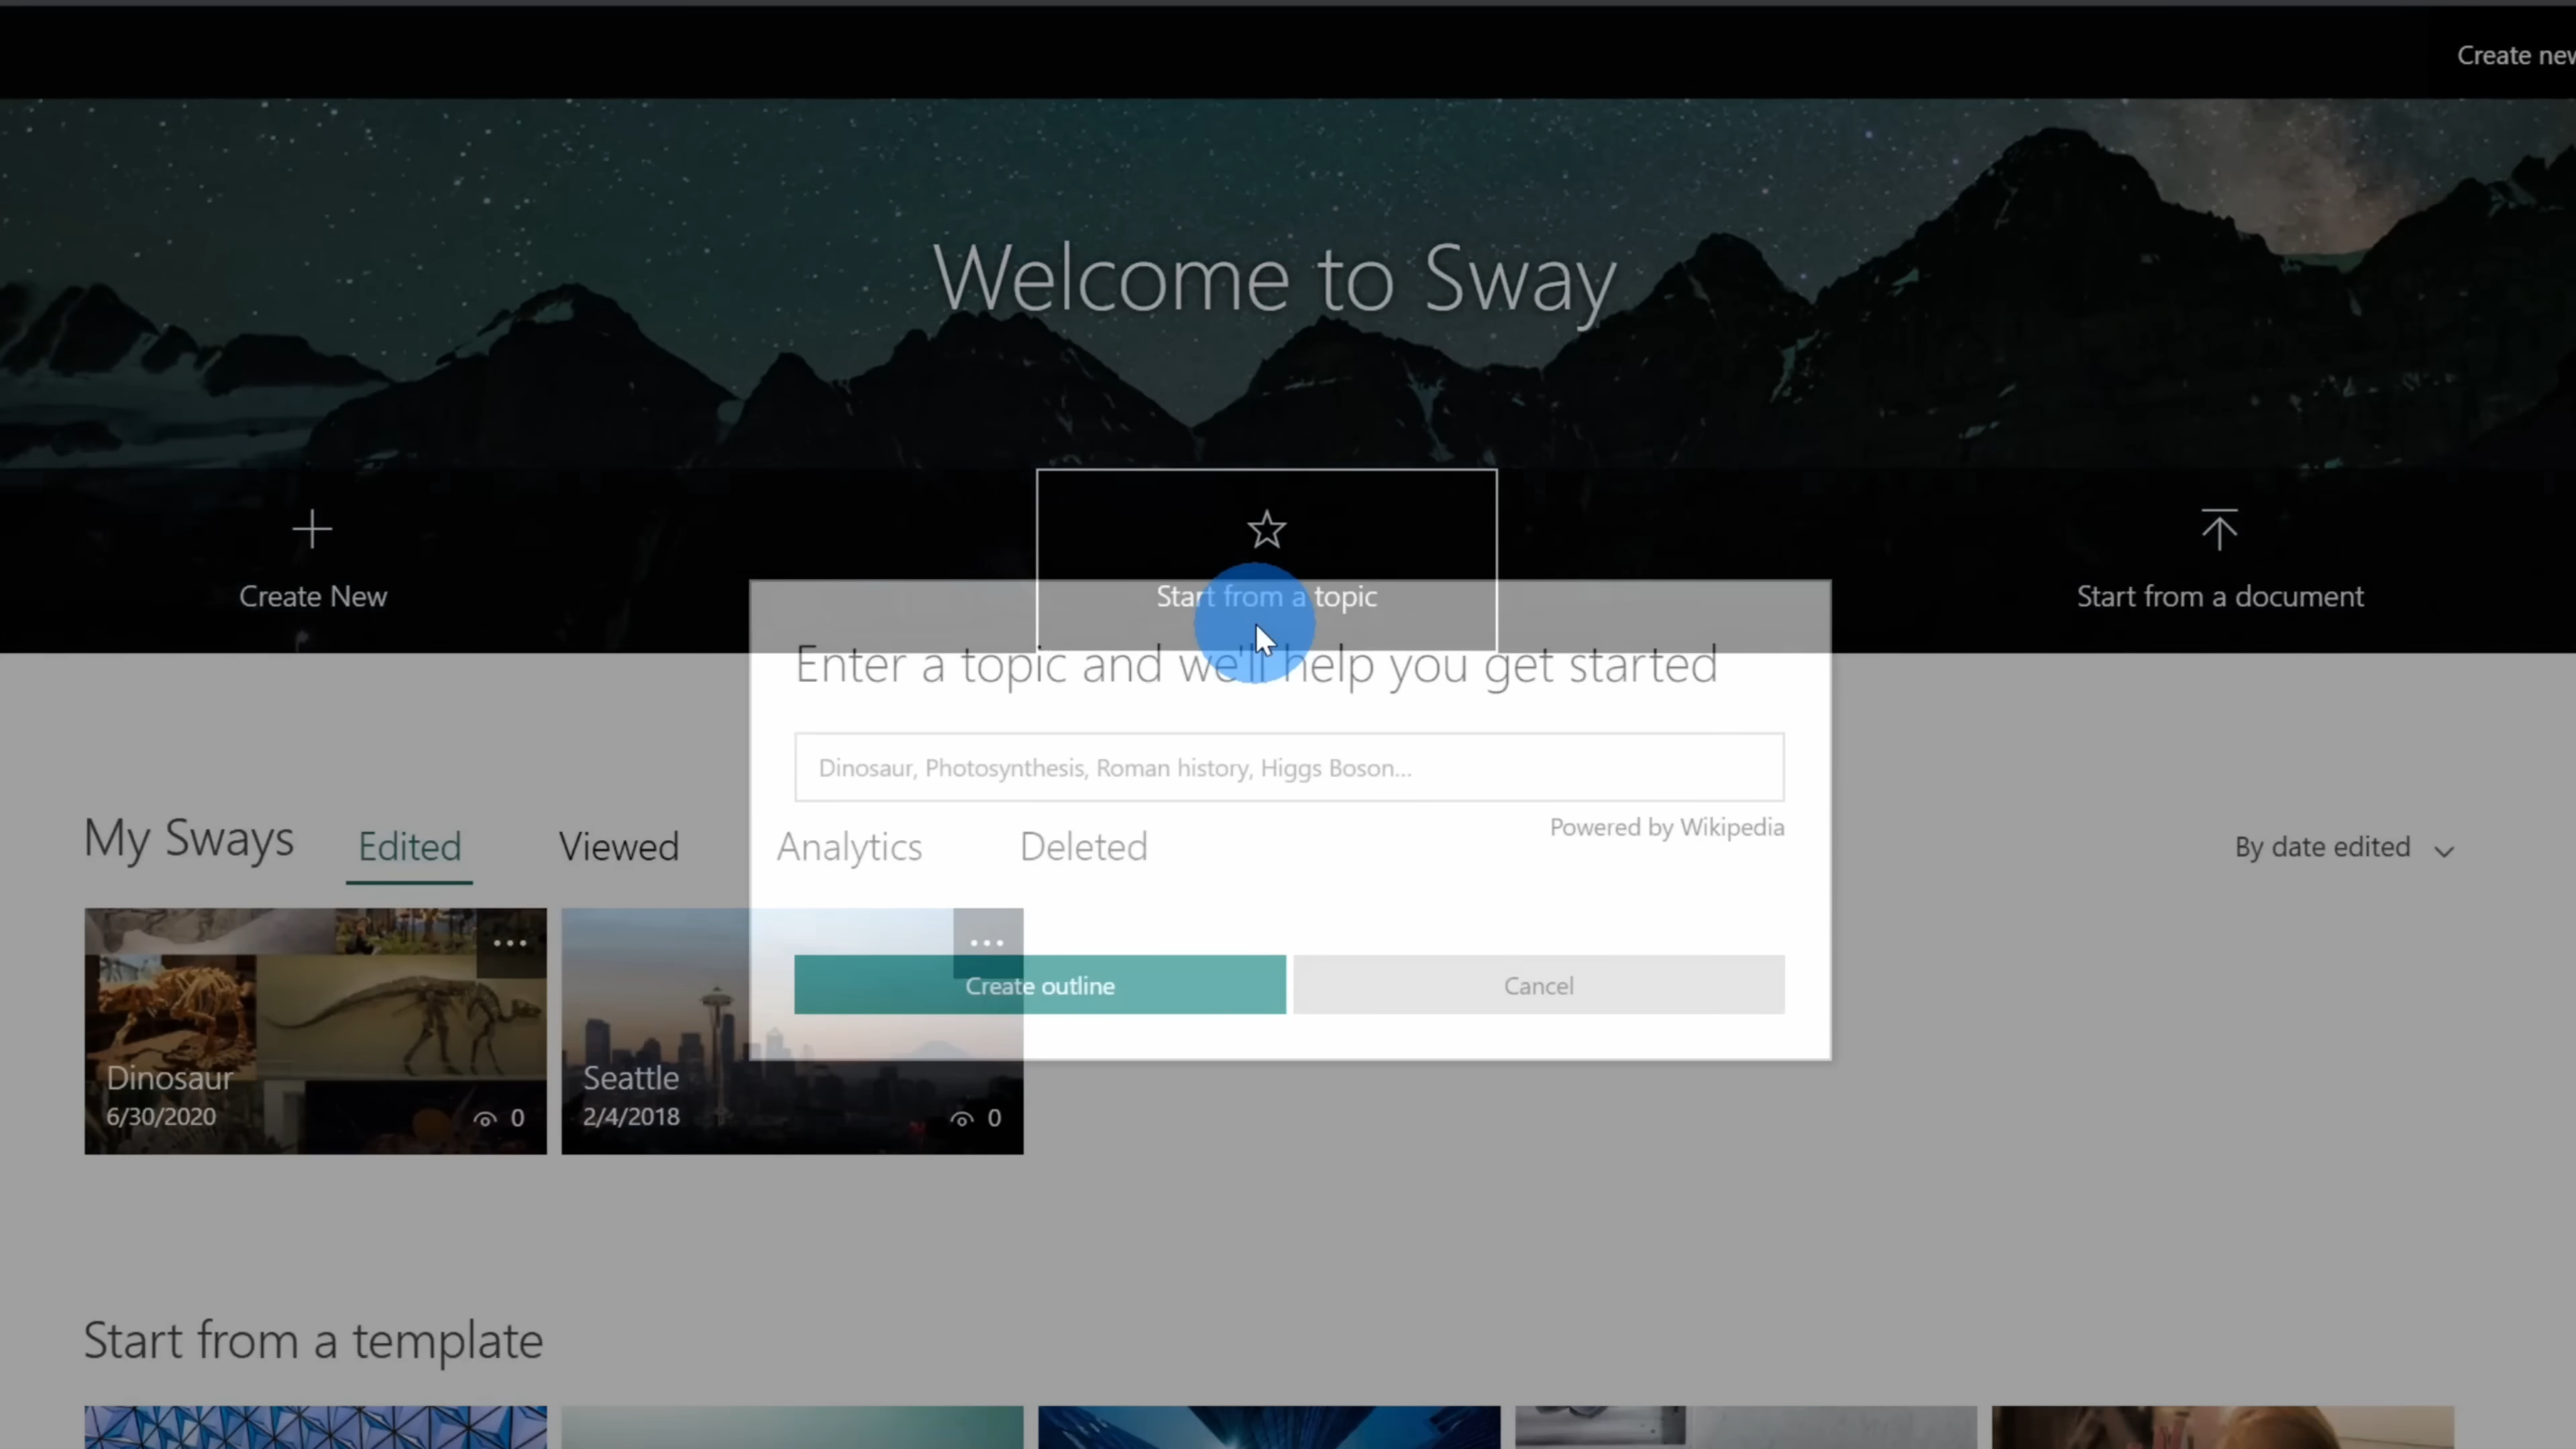 Create new
Welcome to Sway
Create New
Start from a topic
Start from a document
Enter a topic and we'll help you get started
Dinosaur, Photosynthesis, Roman history, Higgs Boson...
Powered by Wikipedia
My Sways Edited Viewed Analytics Deleted By date edited
Create outline Cancel
Dinosaur
6/30/2020 0
Seattle
2/4/2018 0
Start from a template